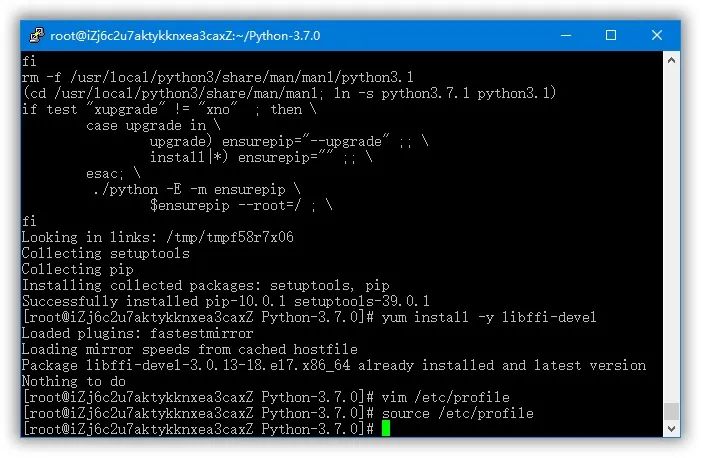 root@iZj6c2u7aktykknxea3caxZ:~/Python-3.7.0
fi
rm -f /usr/local/python3/share/man/man1/python3.1
(cd /usr/local/python3/share/man/man1; ln -s python3.7.1 python3.1)
if test "xupgrade" != "xno"  ; then \
        case upgrade in \
                upgrade) ensurepip="--upgrade" ;; \
                install|*) ensurepip="" ;; \
        esac; \
         ./python -E -m ensurepip \
                $ensurepip --root=/ ; \
fi
Looking in links: /tmp/tmpf58r7x06
Collecting setuptools
Collecting pip
Installing collected packages: setuptools, pip
Successfully installed pip-10.0.1 setuptools-39.0.1
[root@iZj6c2u7aktykknxea3caxZ Python-3.7.0]# yum install -y libffi-devel
Loaded plugins: fastestmirror
Loading mirror speeds from cached hostfile
Package libffi-devel-3.0.13-18.el7.x86_64 already installed and latest version
Nothing to do
[root@iZj6c2u7aktykknxea3caxZ Python-3.7.0]# vim /etc/profile
[root@iZj6c2u7aktykknxea3caxZ Python-3.7.0]# source /etc/profile
[root@iZj6c2u7aktykknxea3caxZ Python-3.7.0]#